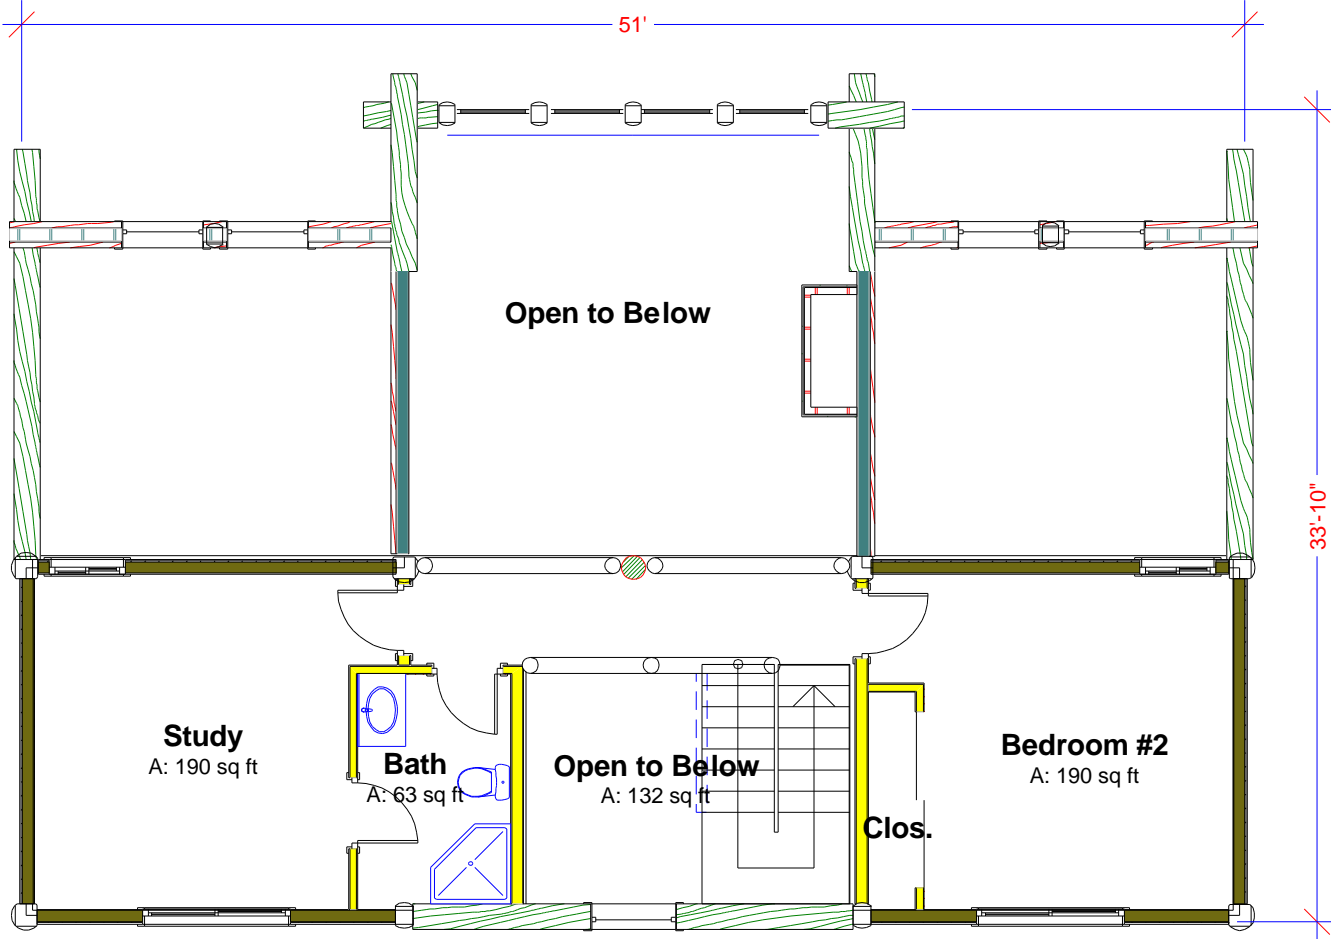 51'
Open to Below
33'-10"
Study
A: 190 sq ft
Bath
A: 63 sq ft
Open to Below
A: 132 sq ft
Clos.
Bedroom #2
A: 190 sq ft